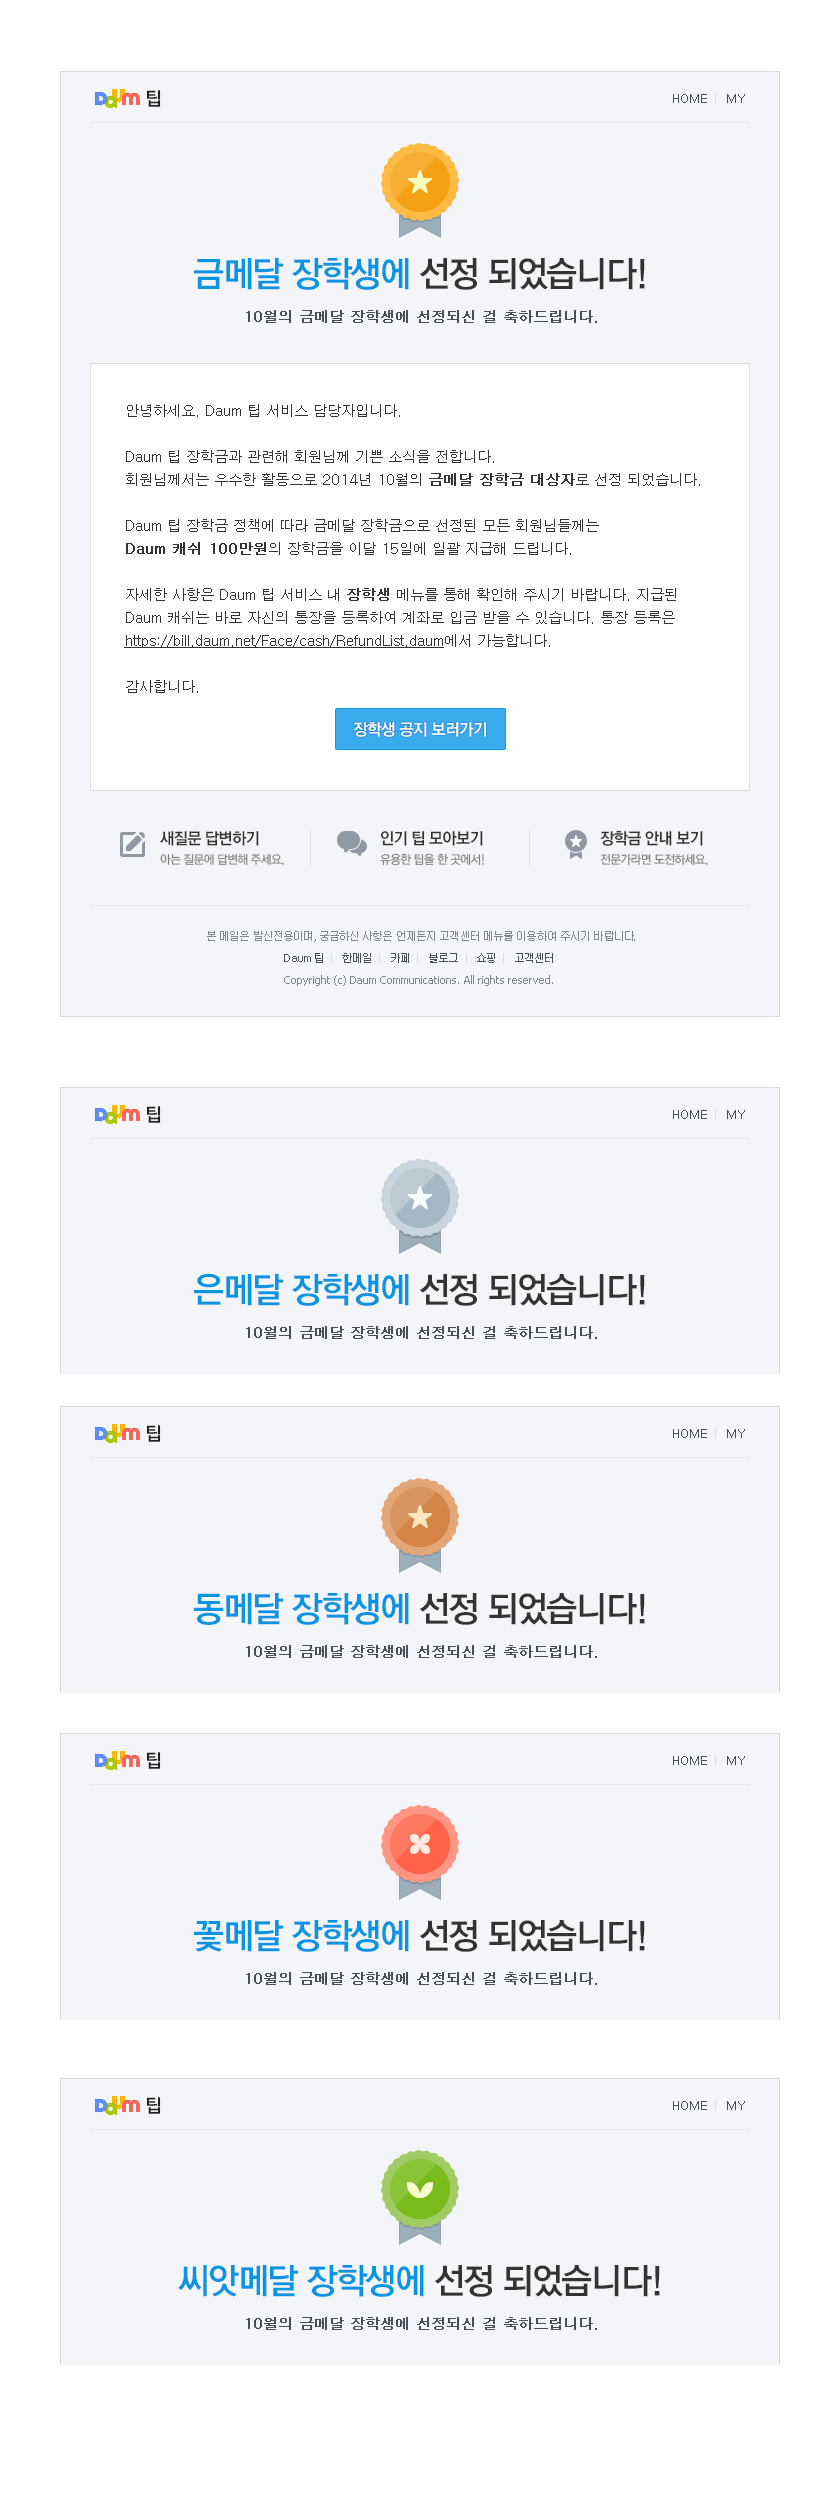 Daum 팁
HOME MY
금메달 장학생에 선정 되었습니다!
10월의 금메달 장학생에 선정되신 걸 축하드립니다.
안녕하세요. Daum 팁 서비스 담당자입니다.
Daum 팁 장학금과 관련해 회원님께 기쁜 소식을 전합니다.
회원님께서는 우수한 활동으로 2014년 10월의 금메달 장학금 대상자로 선정 되었습니다.
Daum 팁 장학금 정책에 따라 금메달 장학금으로 선정된 모든 회원님들께는
Daum 캐쉬 100만원의 장학금을 이달 15일에 일괄 지급해 드립니다.
자세한 사항은 Daum 팁 서비스 내 장학생 메뉴를 통해 확인해 주시기 바랍니다. 지급된
Daum 캐쉬는 바로 자신의 통장을 등록하여 계좌로 입금 받을 수 있습니다. 통장 등록은
https://bill.daum.net/Face/cash/RefundList.daum에서 가능합니다.
감사합니다.
장학생 공지 보러가기
새질문 답변하기 인기 팁 모아보기 장학금 안내 보기
아는 질문에 답변해 주세요. 유용한 팁을 한 곳에서! 전문가라면 도전하세요.
본 메일은 발신전용이며, 궁금하신 사항은 언제든지 고객센터 메뉴를 이용하여 주시기 바랍니다.
Daum 팁 한메일 카페 블로그 쇼핑 고객센터
Copyright (c) Daum Communications. All rights reserved.
Daum 팁
HOME MY
은메달 장학생에 선정 되었습니다!
10월의 금메달 장학생에 선정되신 걸 축하드립니다.
Daum 팁
HOME MY
동메달 장학생에 선정 되었습니다!
10월의 금메달 장학생에 선정되신 걸 축하드립니다.
Daum 팁
HOME MY
꽃메달 장학생에 선정 되었습니다!
10월의 금메달 장학생에 선정되신 걸 축하드립니다.
Daum 팁
HOME MY
씨앗메달 장학생에 선정 되었습니다!
10월의 금메달 장학생에 선정되신 걸 축하드립니다.